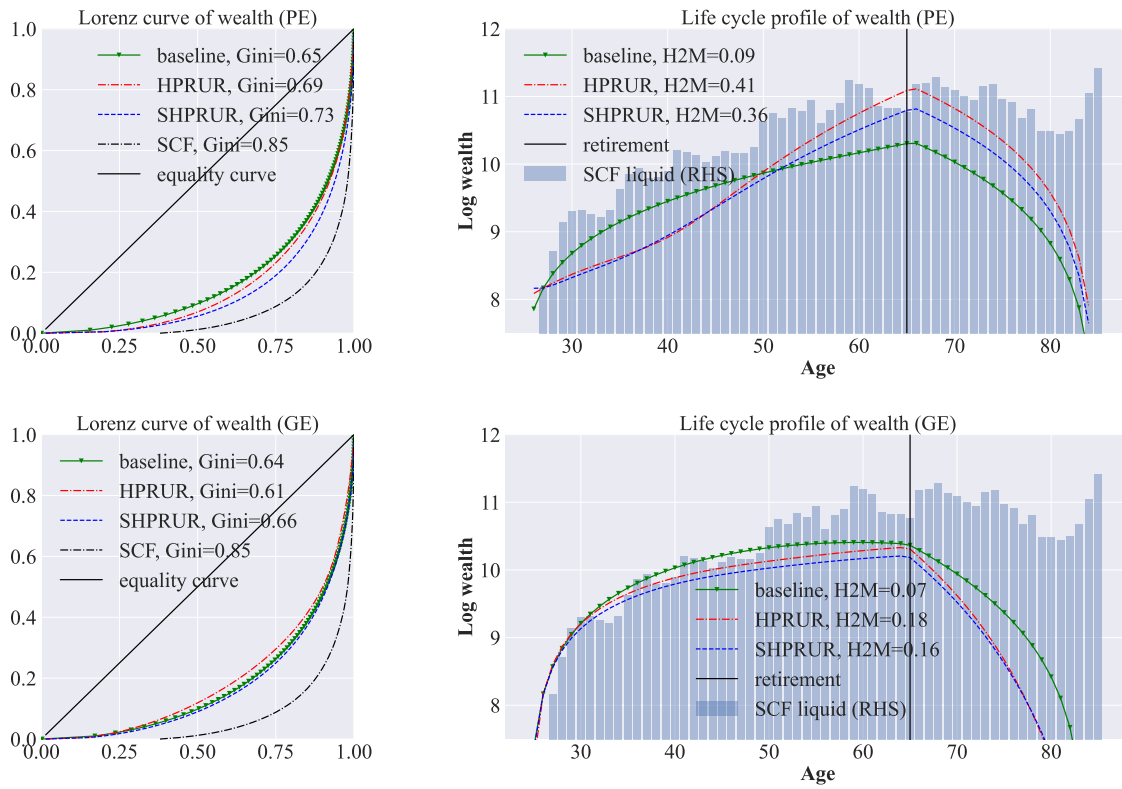 Lorenz curve of wealth (PE)
1.0
0.8
0.6
0.4
0.2
0.0
0.00
0.25
0.50
0.75
1.00
baseline, Gini=0.65
HPRUR, Gini=0.69
SHPRUR, Gini=0.73
SCF, Gini=0.85
equality curve
Life cycle profile of wealth (PE)
12
11
10
9
8
Log wealth
baseline, H2M=0.09
HPRUR, H2M=0.41
SHPRUR, H2M=0.36
retirement
SCF liquid (RHS)
30
40
50
60
70
80
Age
Lorenz curve of wealth (GE)
1.0
0.8
0.6
0.4
0.2
0.0
0.00
0.25
0.50
0.75
1.00
baseline, Gini=0.64
HPRUR, Gini=0.61
SHPRUR, Gini=0.66
SCF, Gini=0.85
equality curve
Life cycle profile of wealth (GE)
12
11
10
9
8
Log wealth
baseline, H2M=0.07
HPRUR, H2M=0.18
SHPRUR, H2M=0.16
retirement
SCF liquid (RHS)
30
40
50
60
70
80
Age